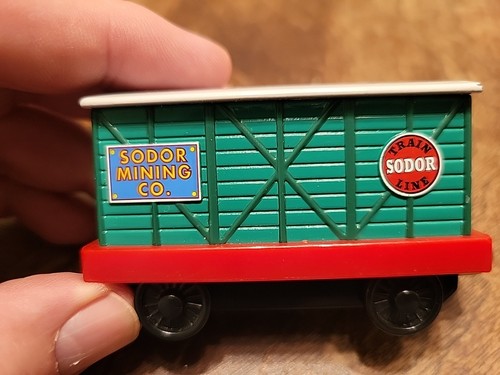 SODOR
MINING
CO.
TRAIN
SODOR
LINE